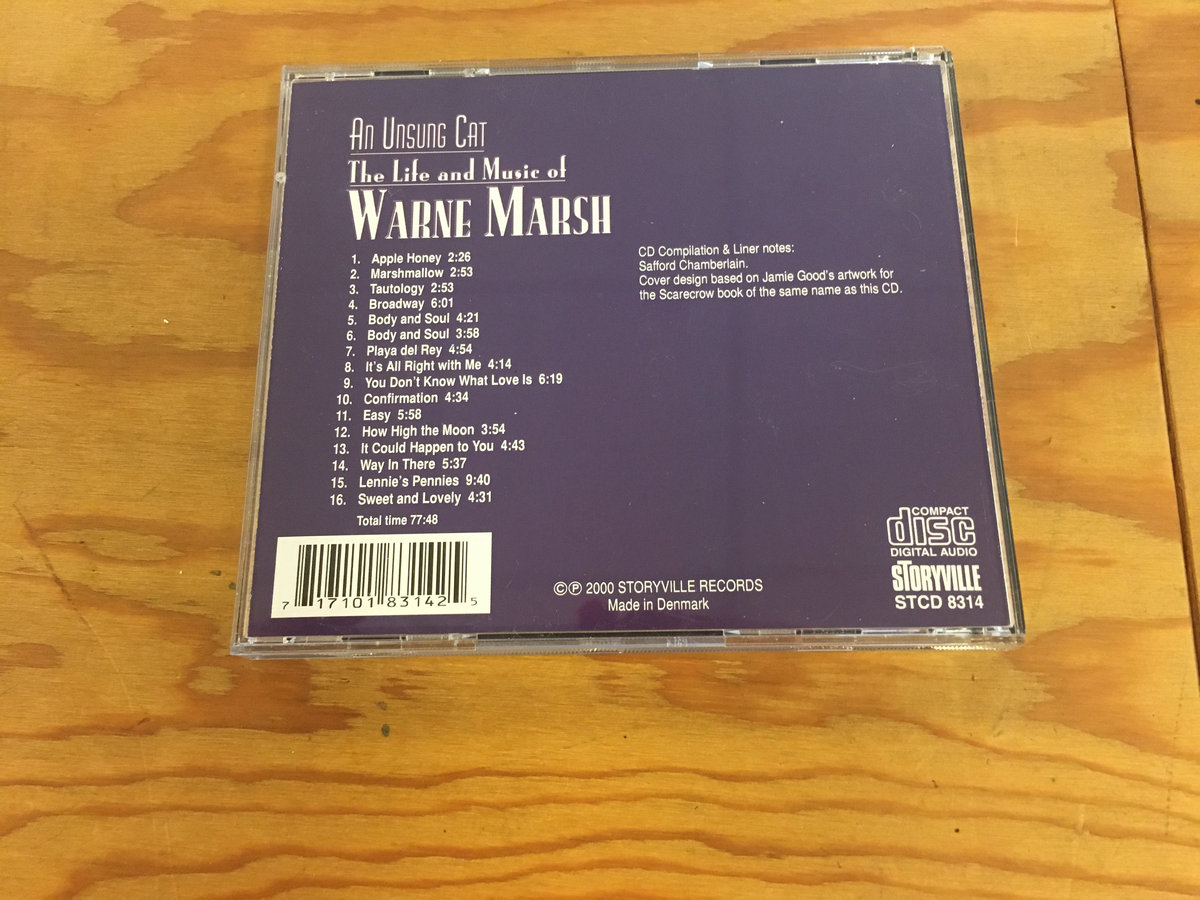 An Unsung Cat
The Life and Music of
Warne Marsh
1. Apple Honey 2:26
2. Marshmallow 2:53
3. Tautology 2:53
4. Broadway 6:01
5. Body and Soul 4:21
6. Body and Soul 3:58
7. Playa del Rey 4:54
8. It's All Right with Me 4:14
9. You Don't Know What Love Is 6:19
10. Confirmation 4:34
11. Easy 5:58
12. How High the Moon 3:54
13. It Could Happen to You 4:43
14. Way In There 5:37
15. Lennie's Pennies 9:40
16. Sweet and Lovely 4:31
Total time 77:48
CD Compilation & Liner notes:
Safford Chamberlain.
Cover design based on Jamie Good's artwork for
the Scarecrow book of the same name as this CD.
7 17101 83142 5
©℗ 2000 STORYVILLE RECORDS
Made in Denmark
COMPACT
disc
DIGITAL AUDIO
STORYVILLE
STCD 8314